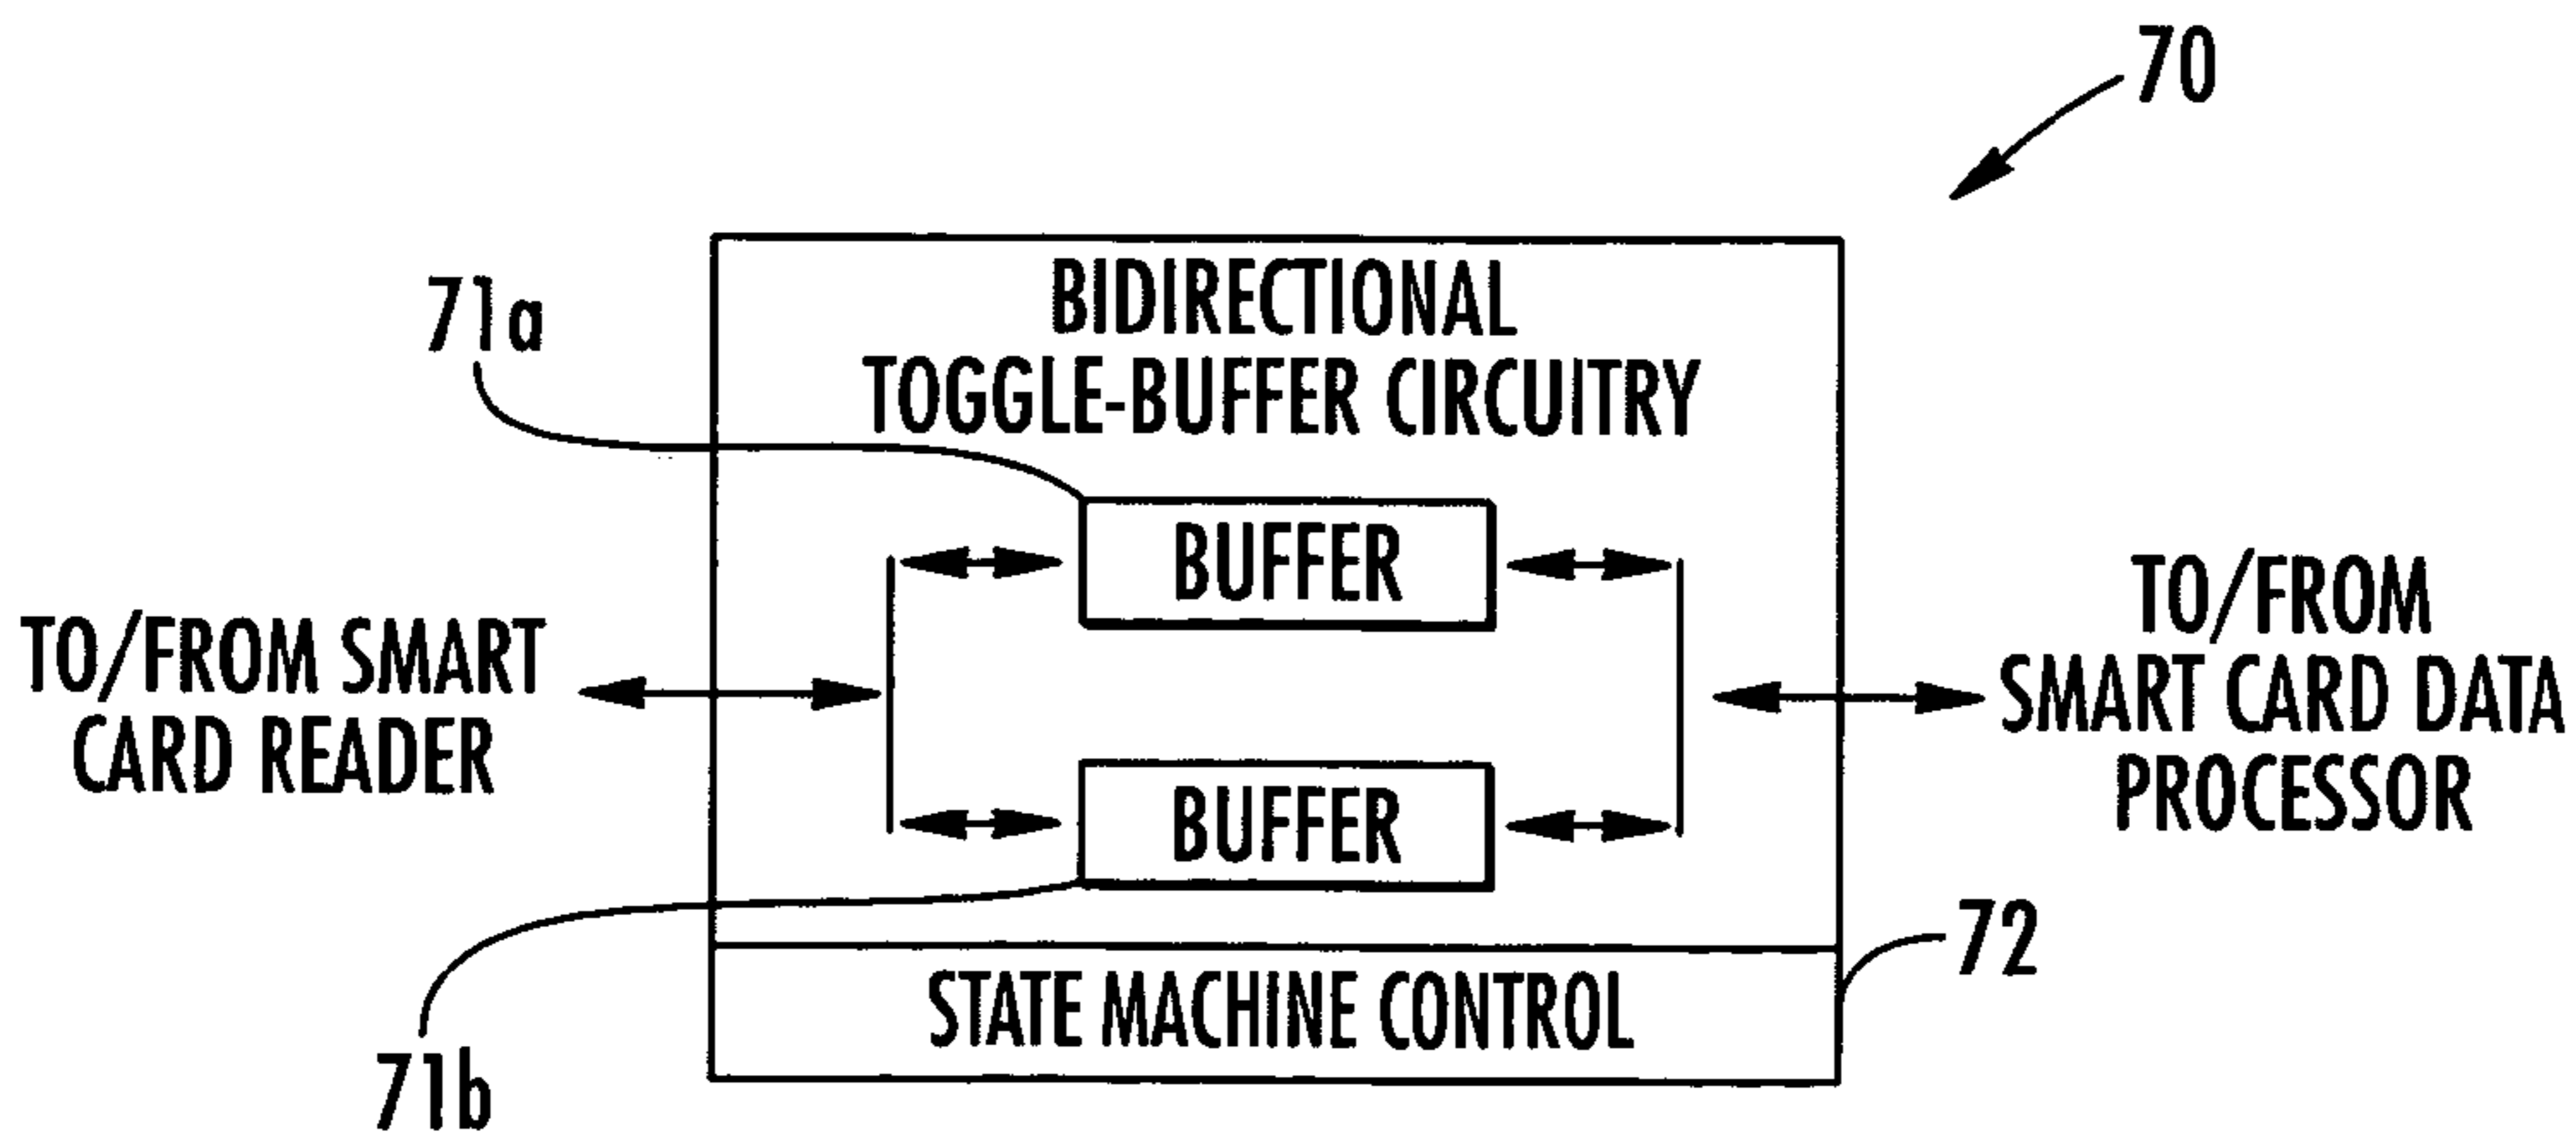 70
BIDIRECTIONAL
TOGGLE-BUFFER CIRCUITRY
71a
BUFFER
TO/FROM SMART
CARD READER
TO/FROM
SMART CARD DATA
PROCESSOR
BUFFER
72
STATE MACHINE CONTROL
71b